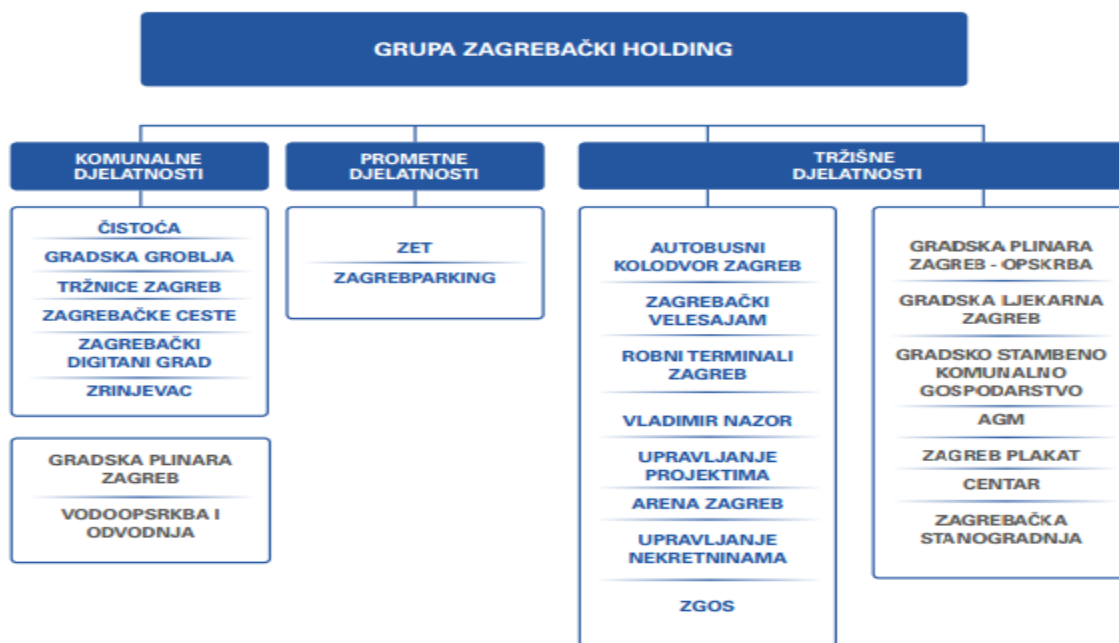 GRUPA ZAGREBAČKI HOLDING
KOMUNALNE
DJELATNOSTI
ČISTOĆA
GRADSKA GROBLJA
TRŽNICE ZAGREB
ZAGREBAČKE CESTE
ZAGREBAČKI
DIGITANI GRAD
ZRINJEVAC
GRADSKA PLINARA
ZAGREB
VODOOPSRKBA I
ODVODNJA
PROMETNE
DJELATNOSTI
ZET
ZAGREBPARKING
TRŽIŠNE
DJELATNOSTI
AUTOBUSNI
KOLODVOR ZAGREB
ZAGREBAČKI
VELESAJAM
ROBNI TERMINALI
ZAGREB
VLADIMIR NAZOR
UPRAVLJANJE
PROJEKTIMA
ARENA ZAGREB
UPRAVLJANJE
NEKRETNINAMA
ZGOS
GRADSKA PLINARA
ZAGREB - OPSKRBA
GRADSKA LJEKARNA
ZAGREB
GRADSKO STAMBENO
KOMUNALNO
GOSPODARSTVO
AGM
ZAGREB PLAKAT
CENTAR
ZAGREBAČKA
STANOGRADNJA